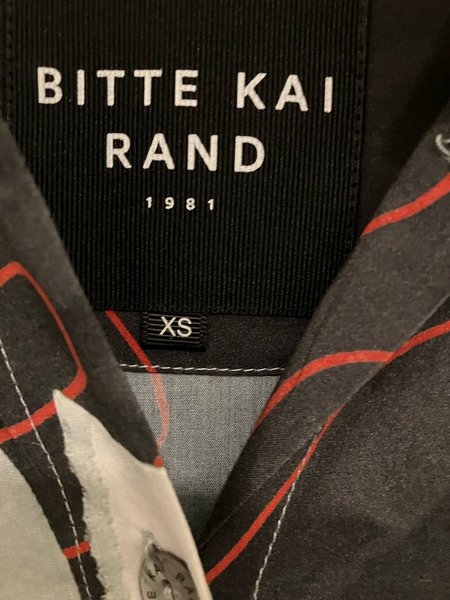 BITTE KAI
RAND
1981
XS